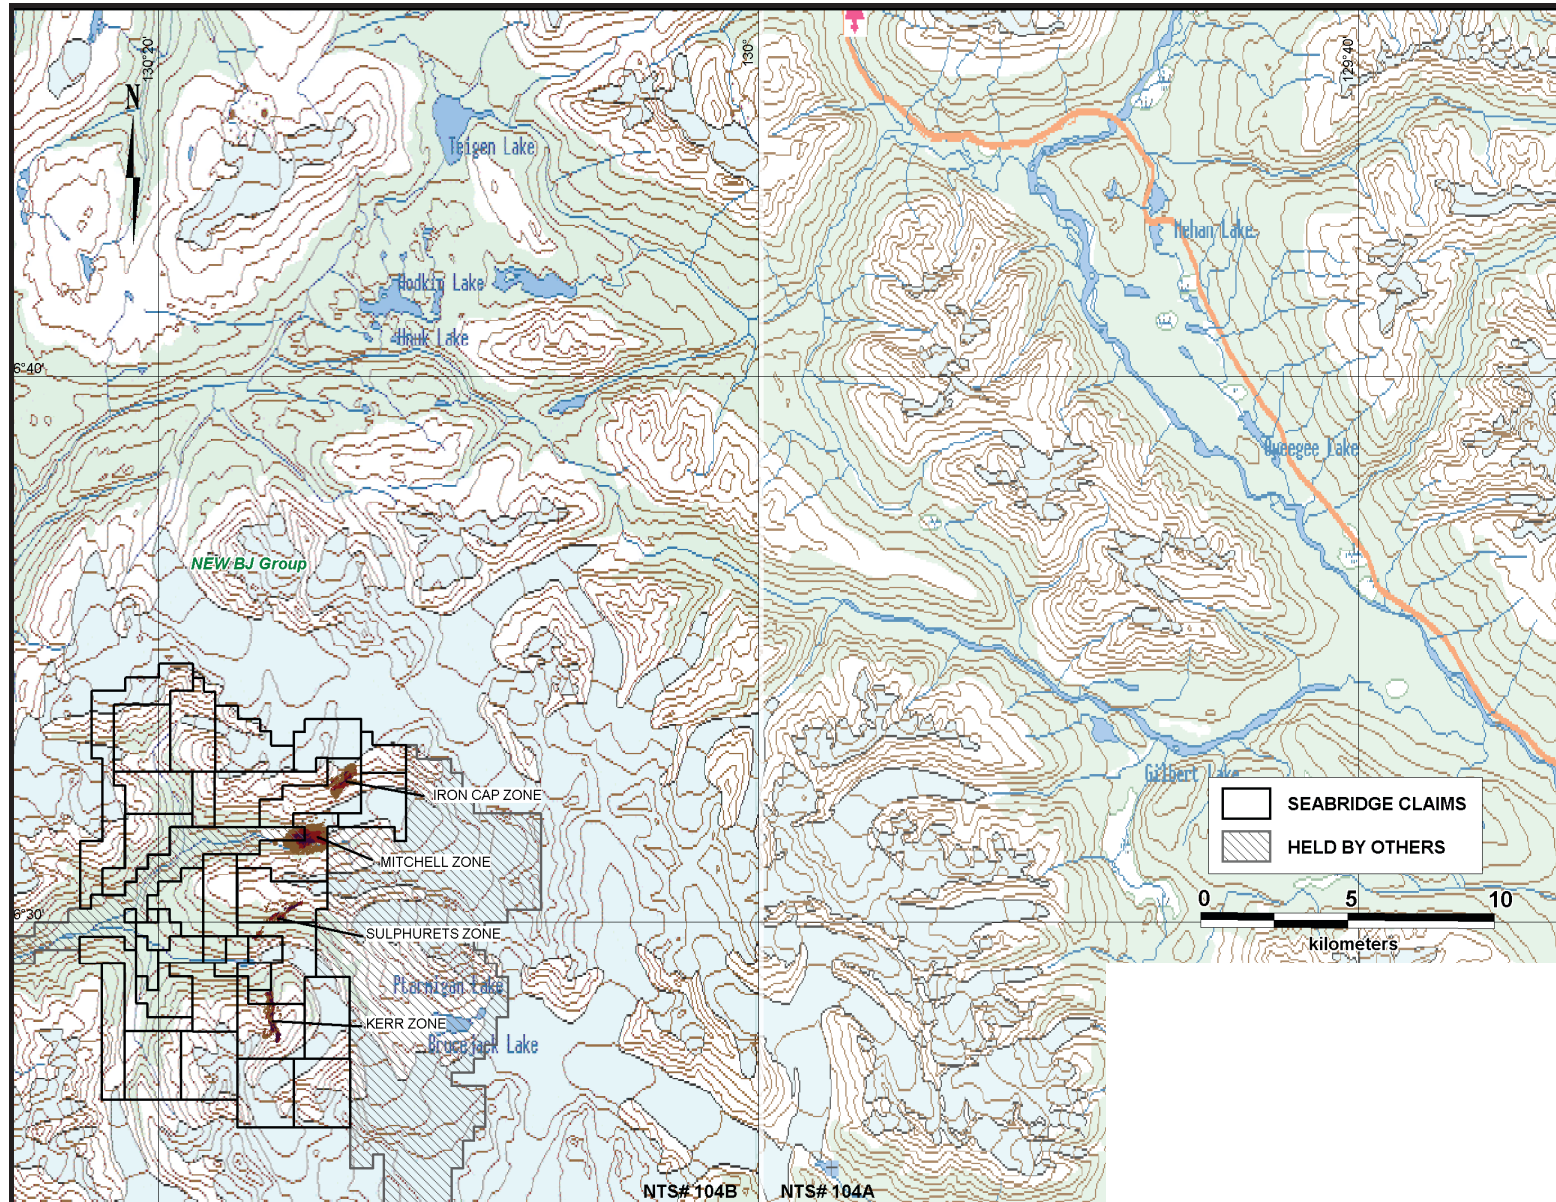 130°20'
130°
129°40'
N
Teigen Lake
Mehan Lake
Hodkin Lake
Hnuk Lake
6°40'
Oweegee Lake
NEW BJ Group
Gilbert Lake
IRON CAP ZONE
SEABRIDGE CLAIMS
HELD BY OTHERS
MITCHELL ZONE
0 5 10
kilometers
6°30'
SULPHURETS ZONE
Ptarmigan Lake
KERR ZONE
Brucejack Lake
NTS# 104B NTS# 104A